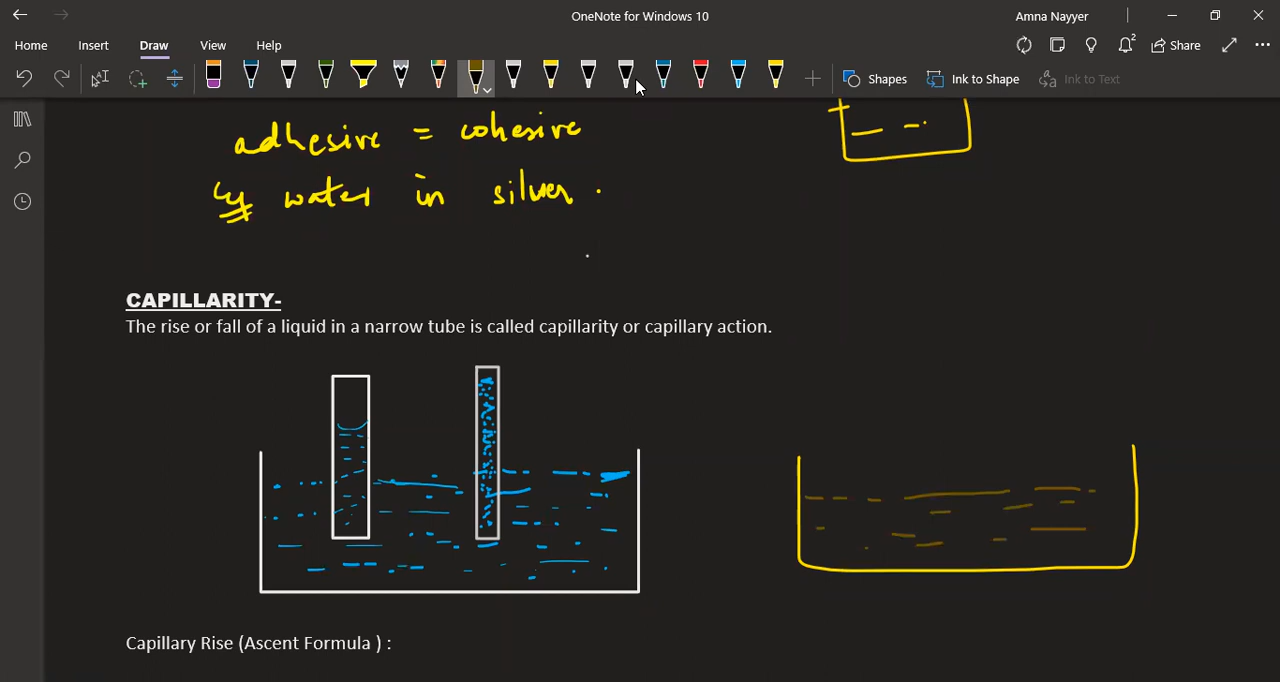 OneNote for Windows 10
Amna Nayyer
Home Insert Draw View Help
Share
Shapes
Ink to Shape
Ink to Text
adhesive = cohesive
water in silver.
CAPILLARITY-
The rise or fall of a liquid in a narrow tube is called capillarity or capillary action.
Capillary Rise (Ascent Formula ) :